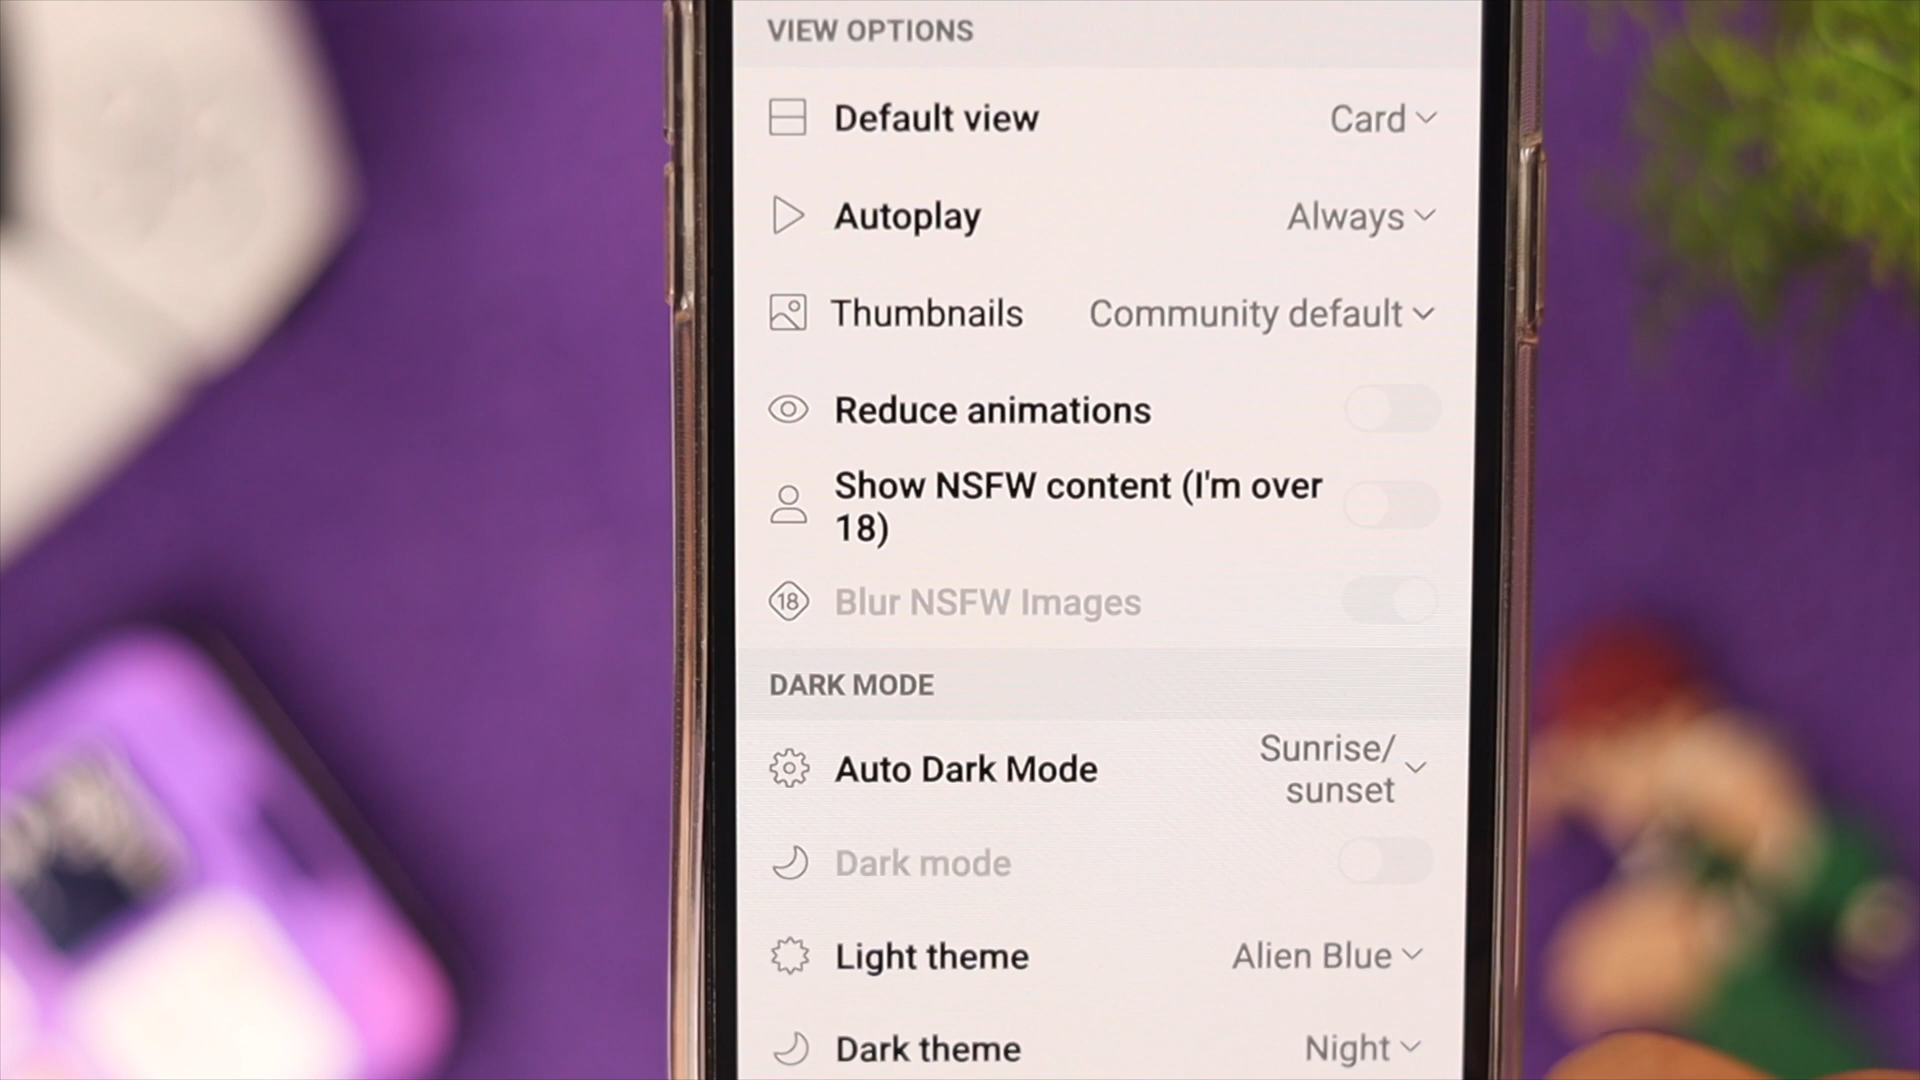 VIEW OPTIONS
Default view Card
Autoplay Always
Thumbnails Community default
Reduce animations
Show NSFW content (I'm over
18)
18 Blur NSFW Images
DARK MODE
Auto Dark Mode Sunrise/
sunset
Dark mode
Light theme Alien Blue
Dark theme Night